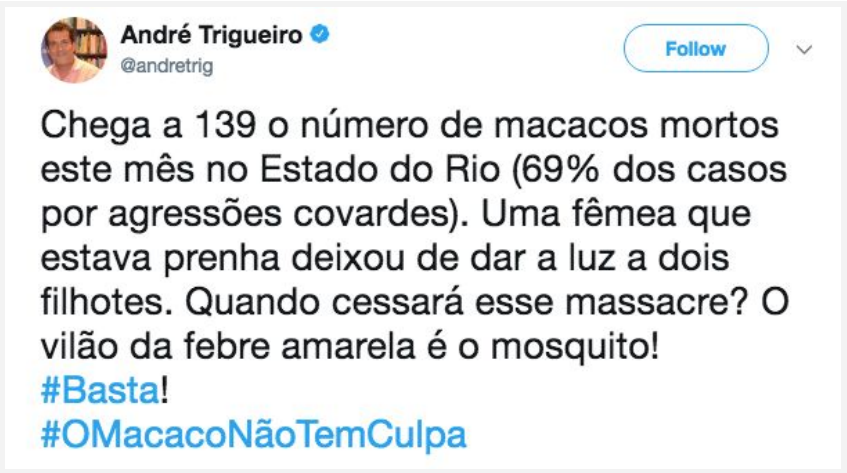 André Trigueiro
@andretrig
Follow
Chega a 139 o número de macacos mortos
este mês no Estado do Rio (69% dos casos
por agressões covardes). Uma fêmea que
estava prenha deixou de dar a luz a dois
filhotes. Quando cessará esse massacre? O
vilão da febre amarela é o mosquito!
#Basta!
#OMacacoNãoTemCulpa